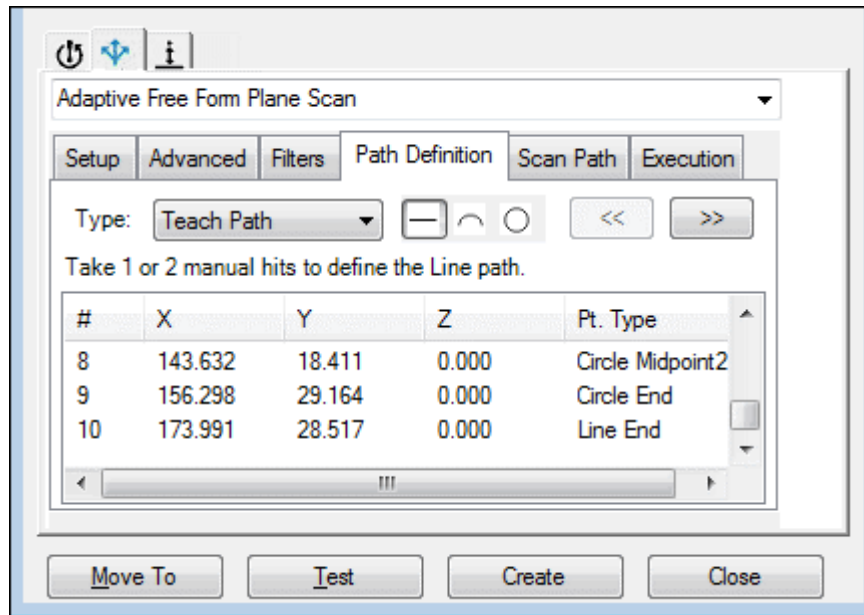 Adaptive Free Form Plane Scan
Setup Advanced Filters Path Definition Scan Path Execution
Type: Teach Path << >>
Take 1 or 2 manual hits to define the Line path.
# X Y Z Pt. Type
8 143.632 18.411 0.000 Circle Midpoint2
9 156.298 29.164 0.000 Circle End
10 173.991 28.517 0.000 Line End
Move To Test Create Close